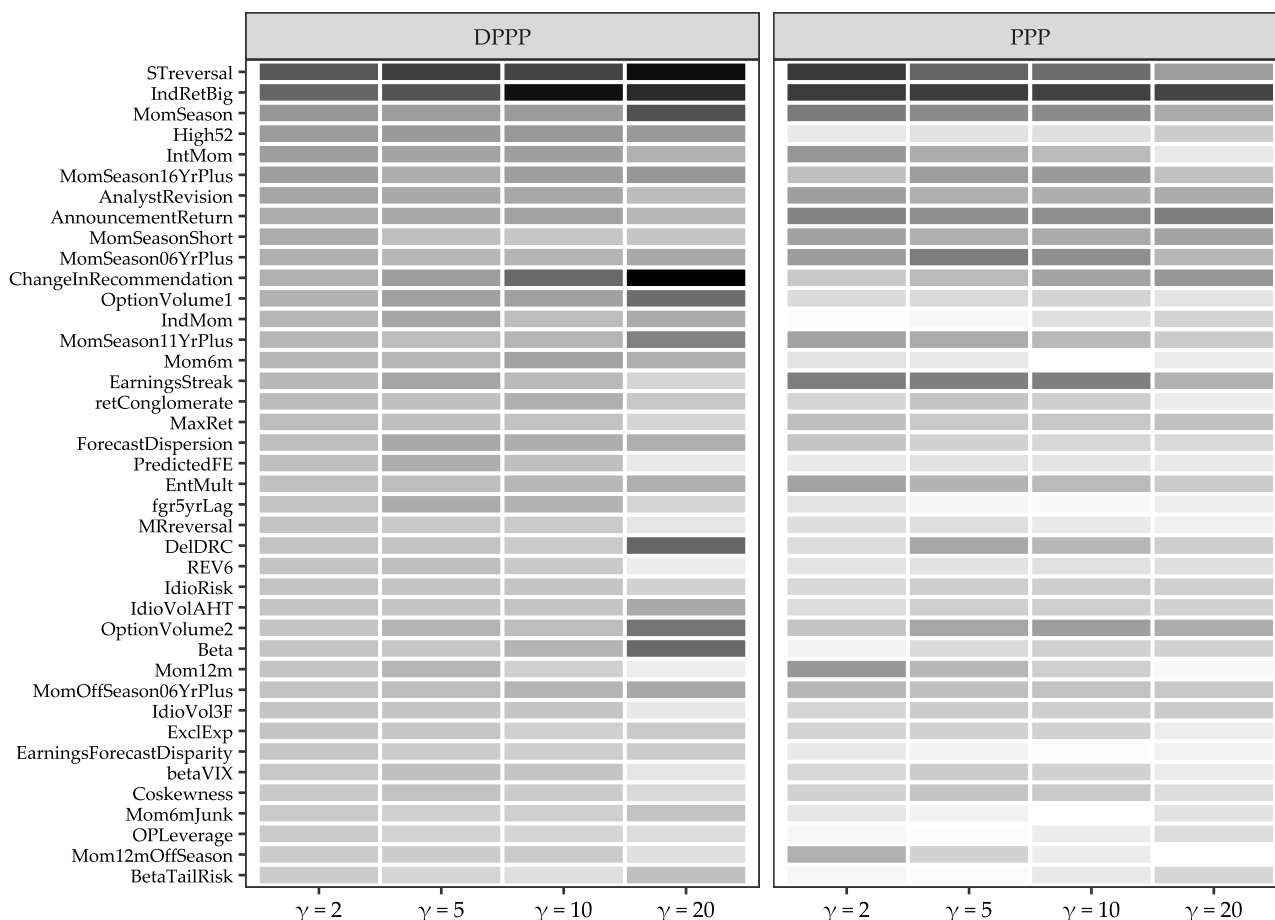 DPPP PPP
STreversal
IndRetBig
MomSeason
High52
IntMom
MomSeason16YrPlus
AnalystRevision
AnnouncementReturn
MomSeasonShort
MomSeason06YrPlus
ChangeInRecommendation
OptionVolume1
IndMom
MomSeason11YrPlus
Mom6m
EarningsStreak
retConglomerate
MaxRet
ForecastDispersion
PredictedFE
EntMult
fgr5yrLag
MRreversal
DelDRC
REV6
IdioRisk
IdioVolAHT
OptionVolume2
Beta
Mom12m
MomOffSeason06YrPlus
IdioVol3F
ExclExp
EarningsForecastDisparity
betaVIX
Coskewness
Mom6mJunk
OPLeverage
Mom12mOffSeason
BetaTailRisk
γ = 2 γ = 5 γ = 10 γ = 20 γ = 2 γ = 5 γ = 10 γ = 20